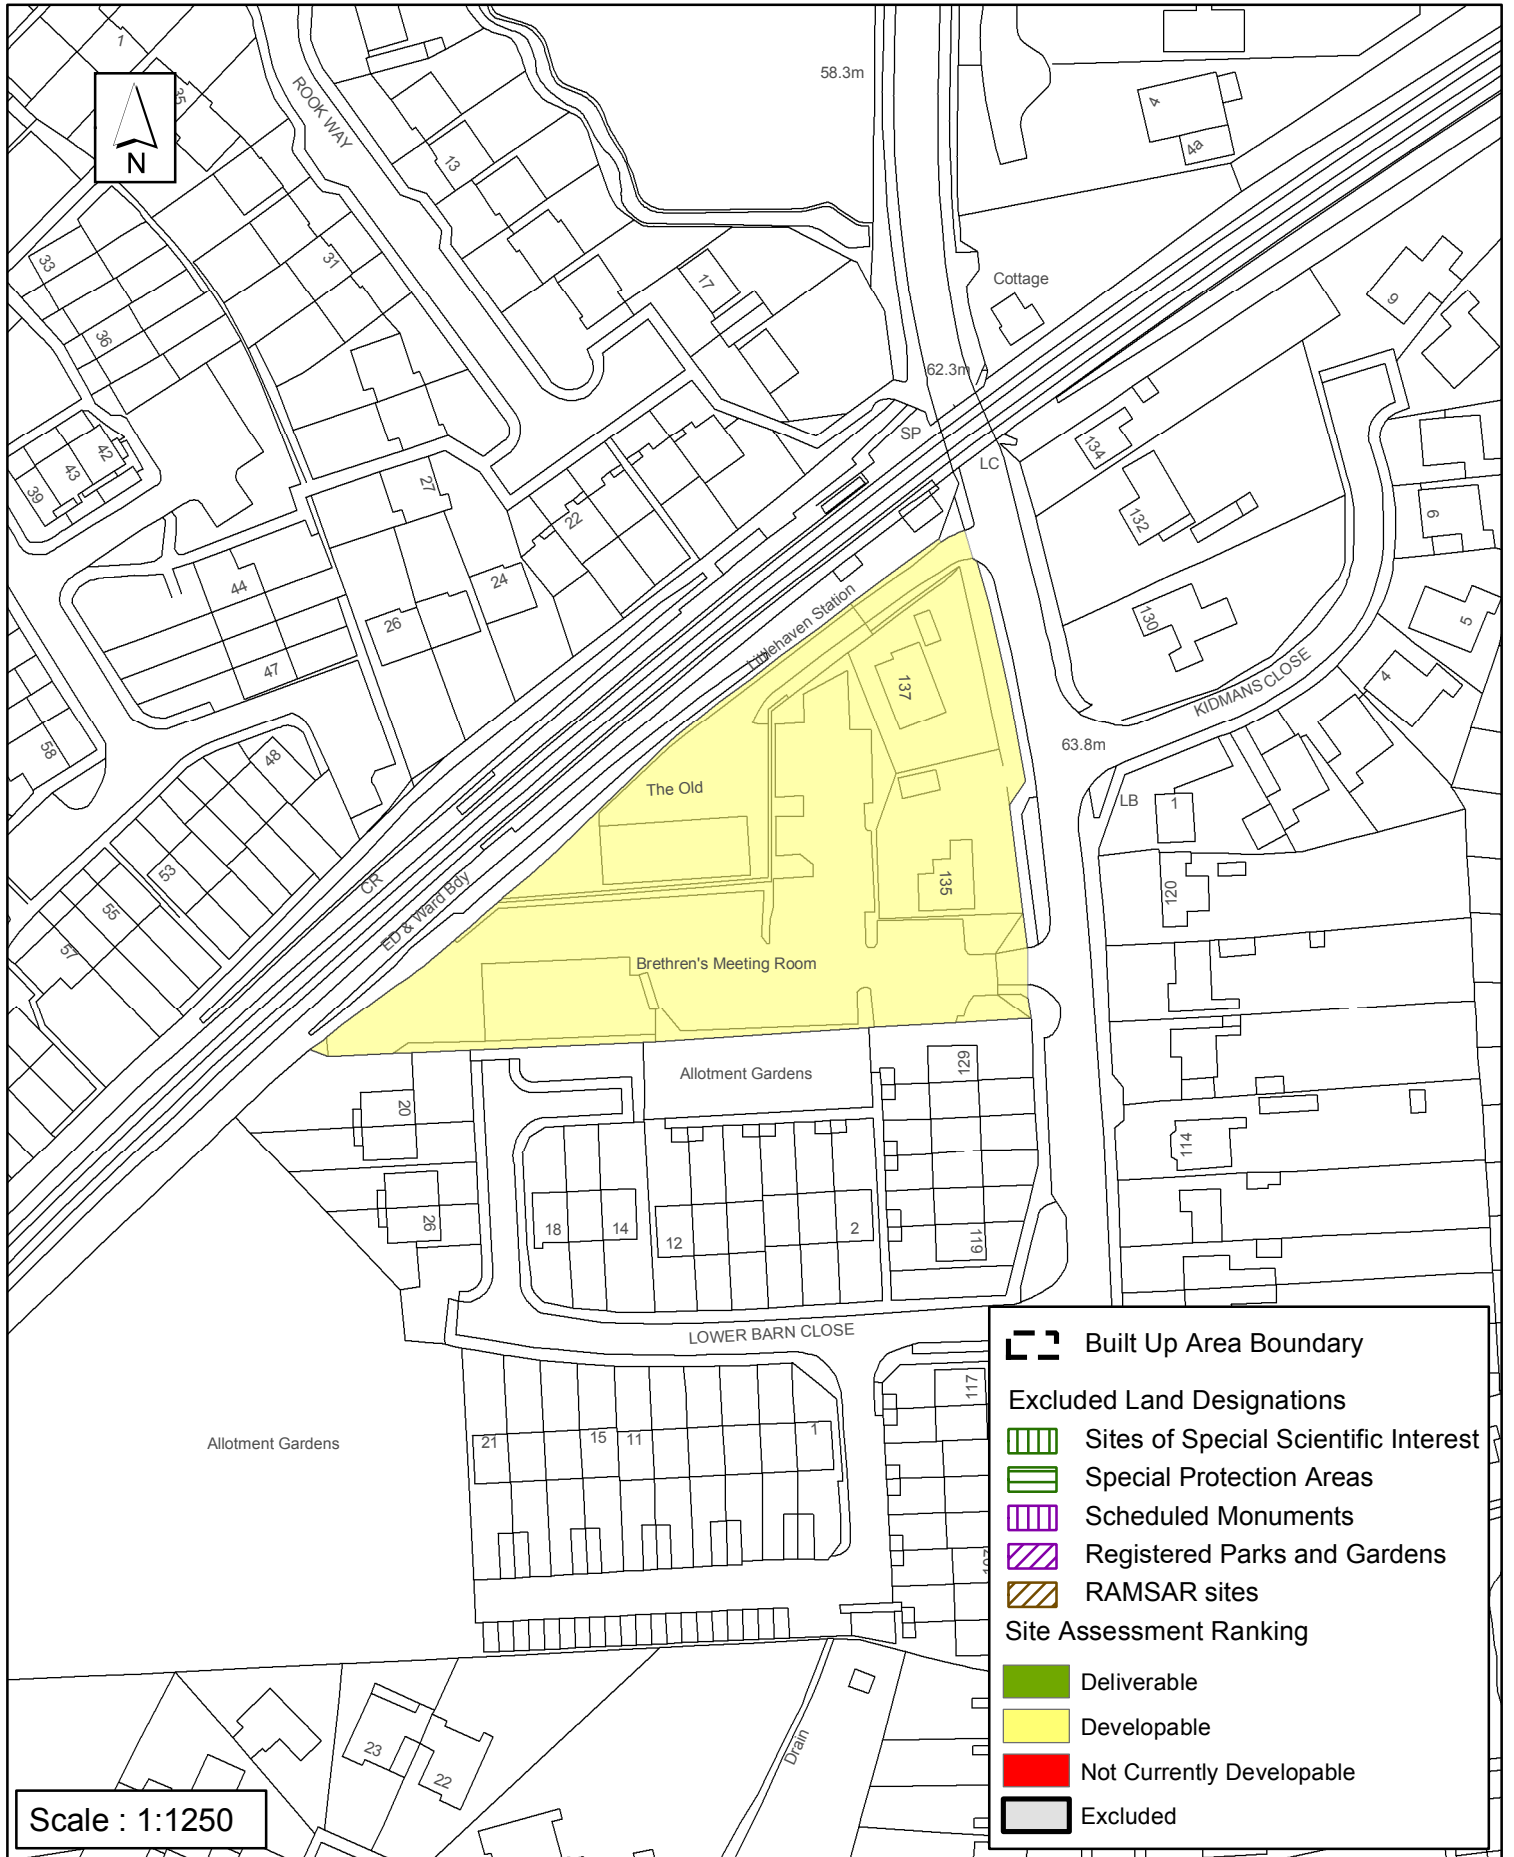 1
35
N
ROOK WAY
13
58.3m
4
4a
33
36
31
17
Cottage
9
62.3m
SP
LC
134
132
130
42
43
39
27
22
24
26
44
47
6
5
4
KIDMANS CLOSE
Littlehaven Station
137
63.8m
58
48
The Old
LB
1
135
120
53
55
57
CR
ED & Ward Bdy
Brethren's Meeting Room
Allotment Gardens
129
20
26
18
14
12
2
119
114
LOWER BARN CLOSE
117
Allotment Gardens
21
15
11
1
Drain
23
22
Scale : 1:1250
Built Up Area Boundary
Excluded Land Designations
Sites of Special Scientific Interest
Special Protection Areas
Scheduled Monuments
Registered Parks and Gardens
RAMSAR sites
Site Assessment Ranking
Deliverable
Developable
Not Currently Developable
Excluded